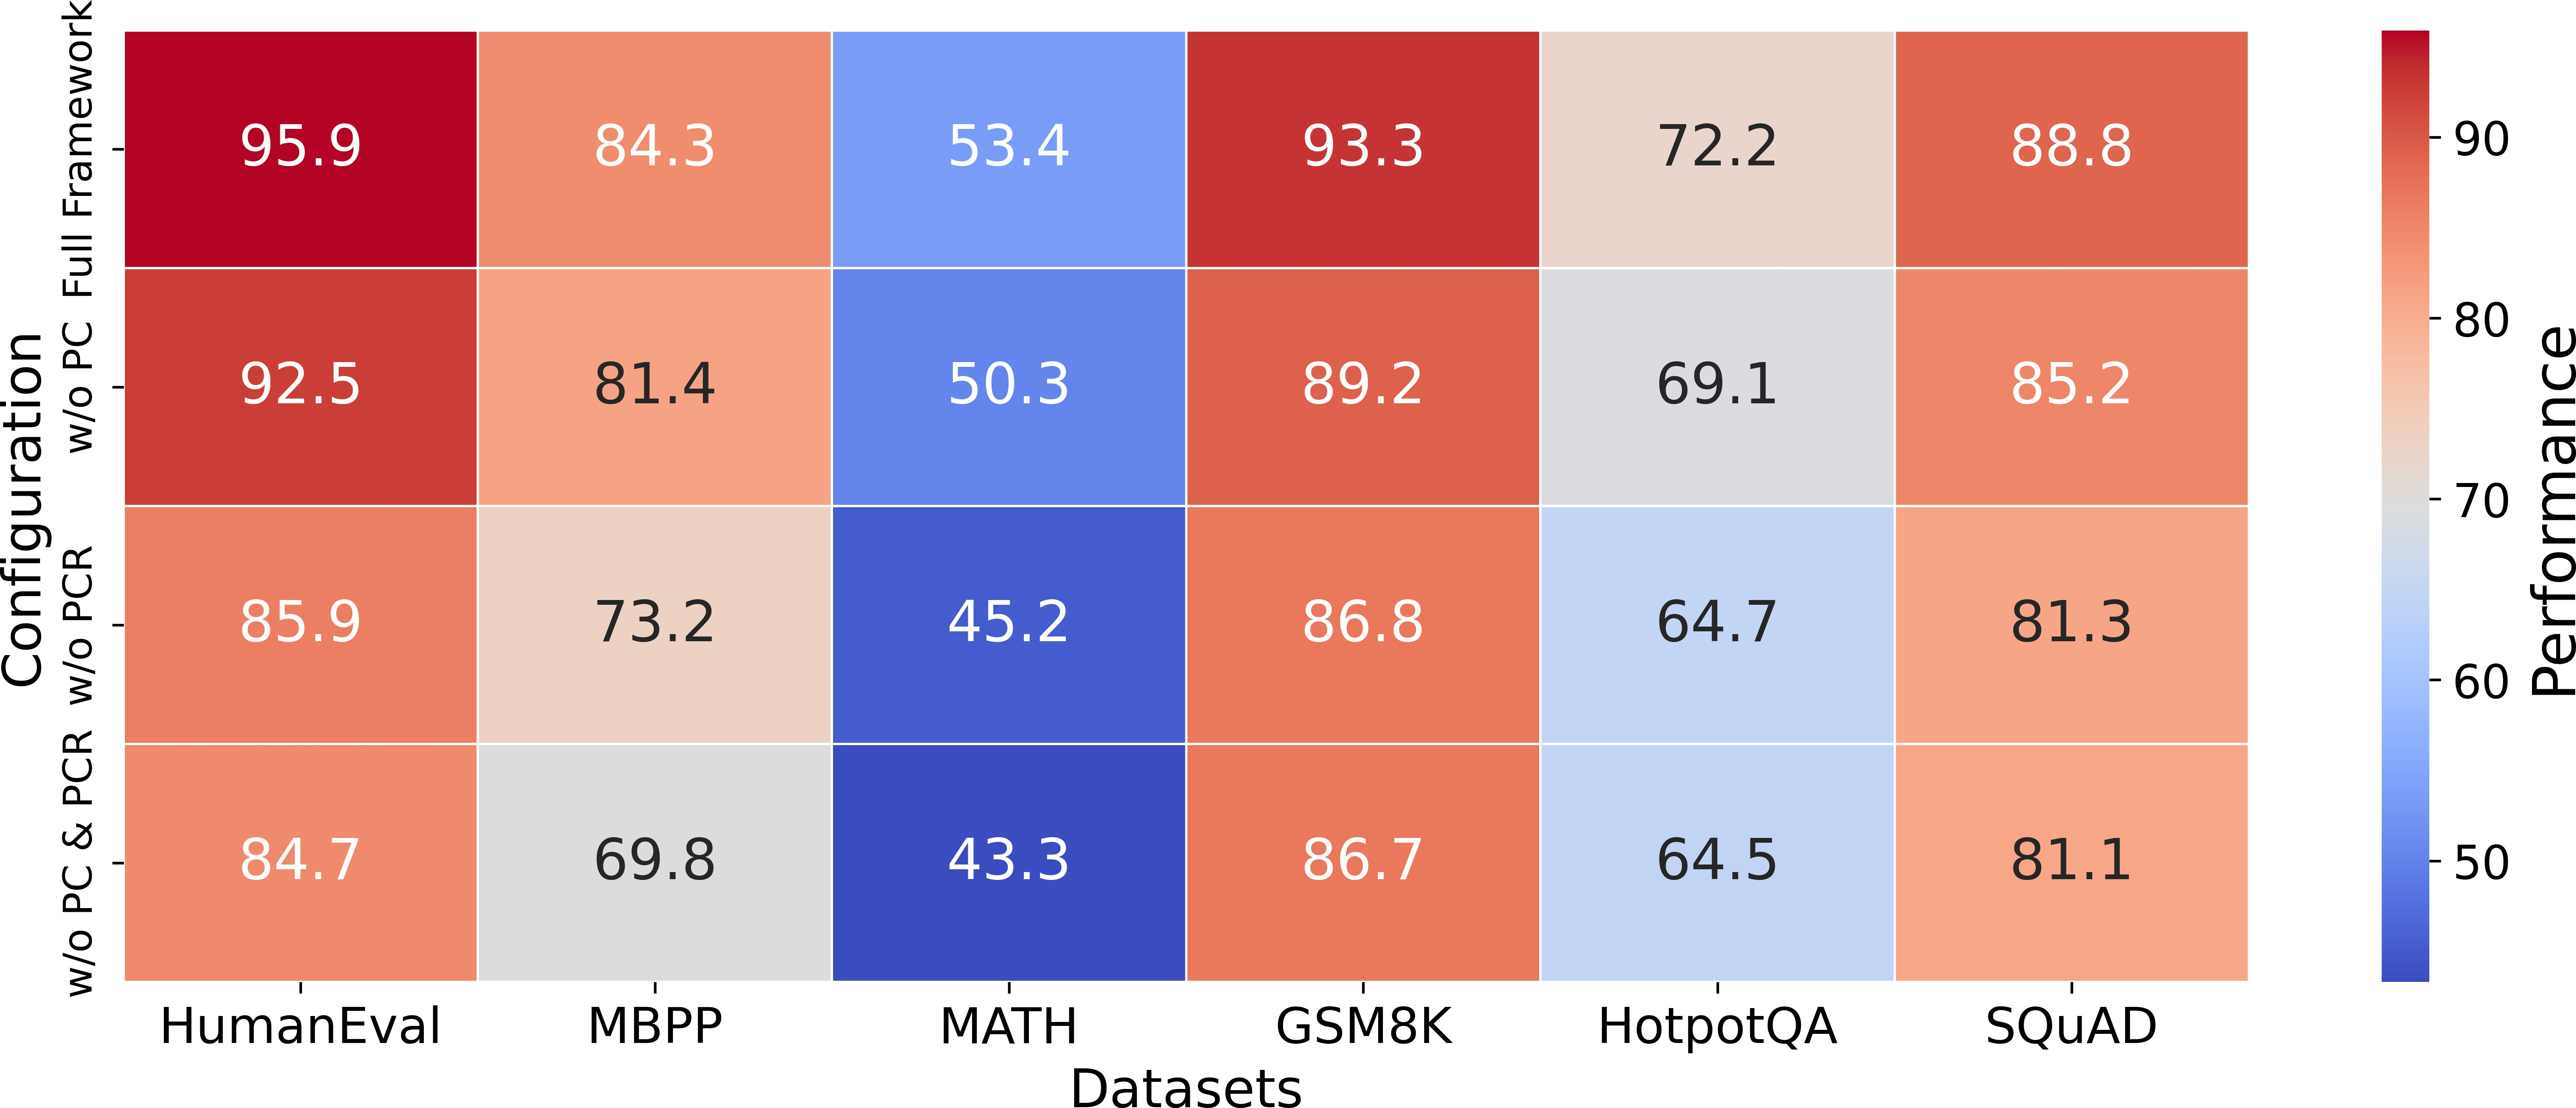 Configuration
Full Framework
95.9 84.3 53.4 93.3 72.2 88.8
w/o PC
92.5 81.4 50.3 89.2 69.1 85.2
w/o PCR
85.9 73.2 45.2 86.8 64.7 81.3
w/o PC & PCR
84.7 69.8 43.3 86.7 64.5 81.1
HumanEval MBPP MATH GSM8K HotpotQA SQuAD
Datasets
90
80
70
60
50
Performance